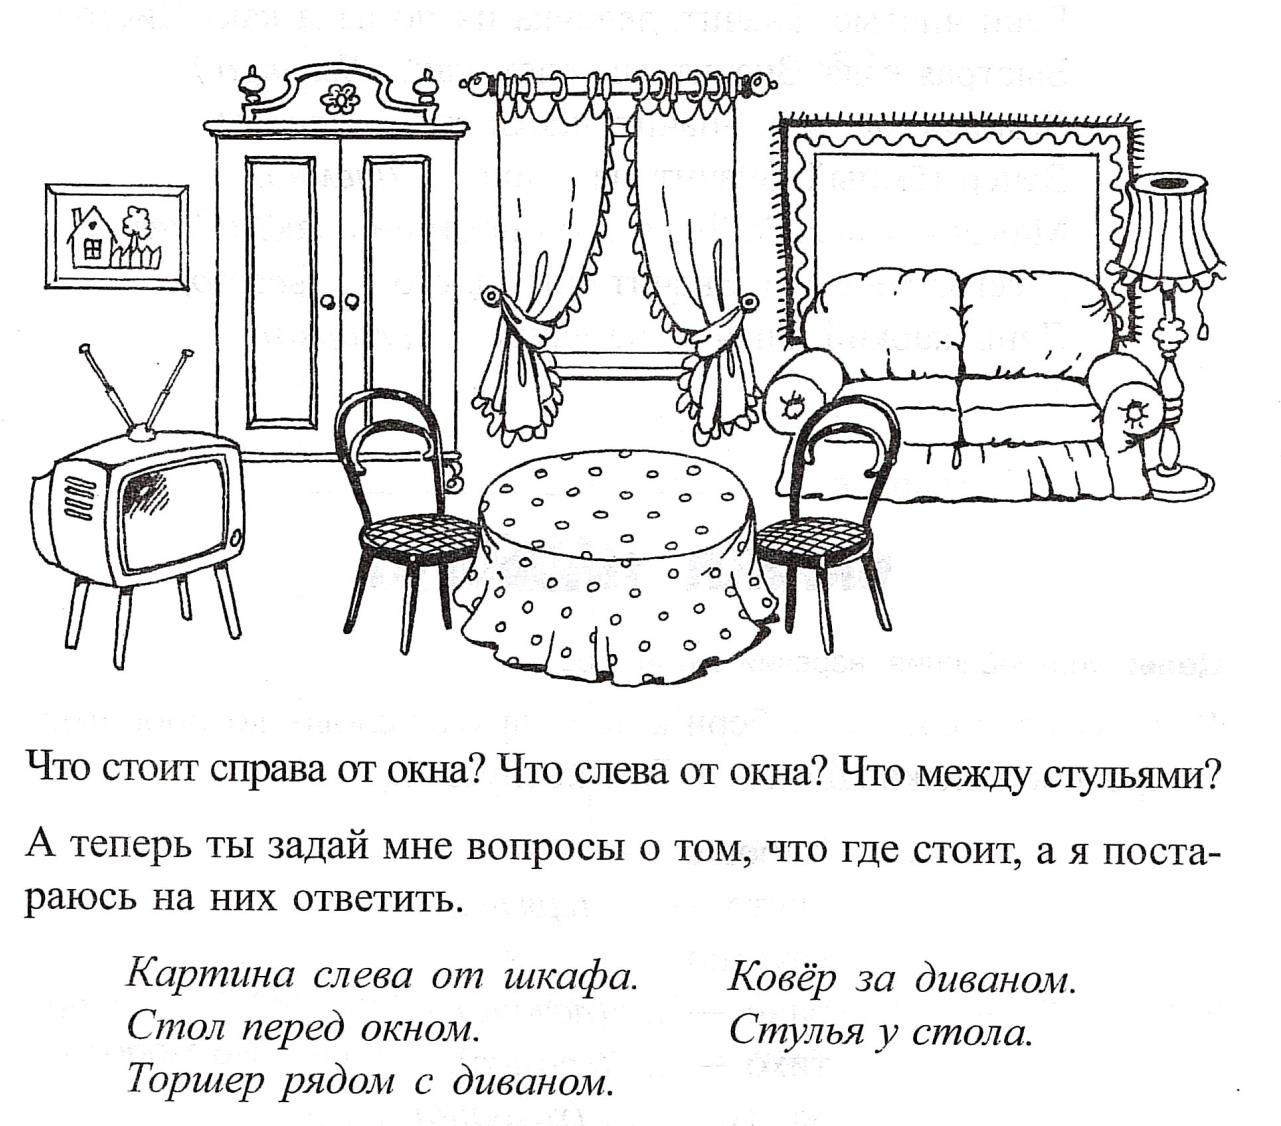 Что стоит справа от окна? Что слева от окна? Что между стульями?
А теперь ты задай мне вопросы о том, что где стоит, а я поста-
раюсь на них ответить.
Картина слева от шкафа.
Стол перед окном.
Торшер рядом с диваном.
Ковёр за диваном.
Стулья у стола.